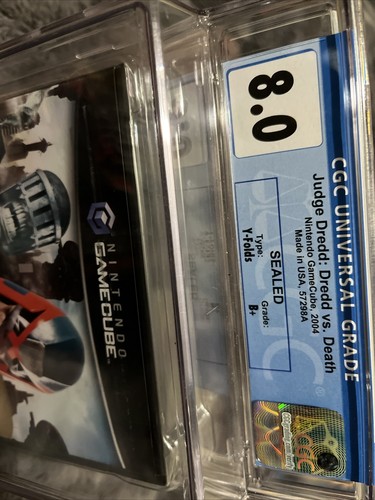 CGC UNIVERSAL GRADE
8.0
Judge Dredd: Dredd vs. Death
Nintendo GameCube, 2004
Made in USA, 57298A
SEALED
Type: Grade:
Y-Folds B+
NINTENDO
GAMECUBE™